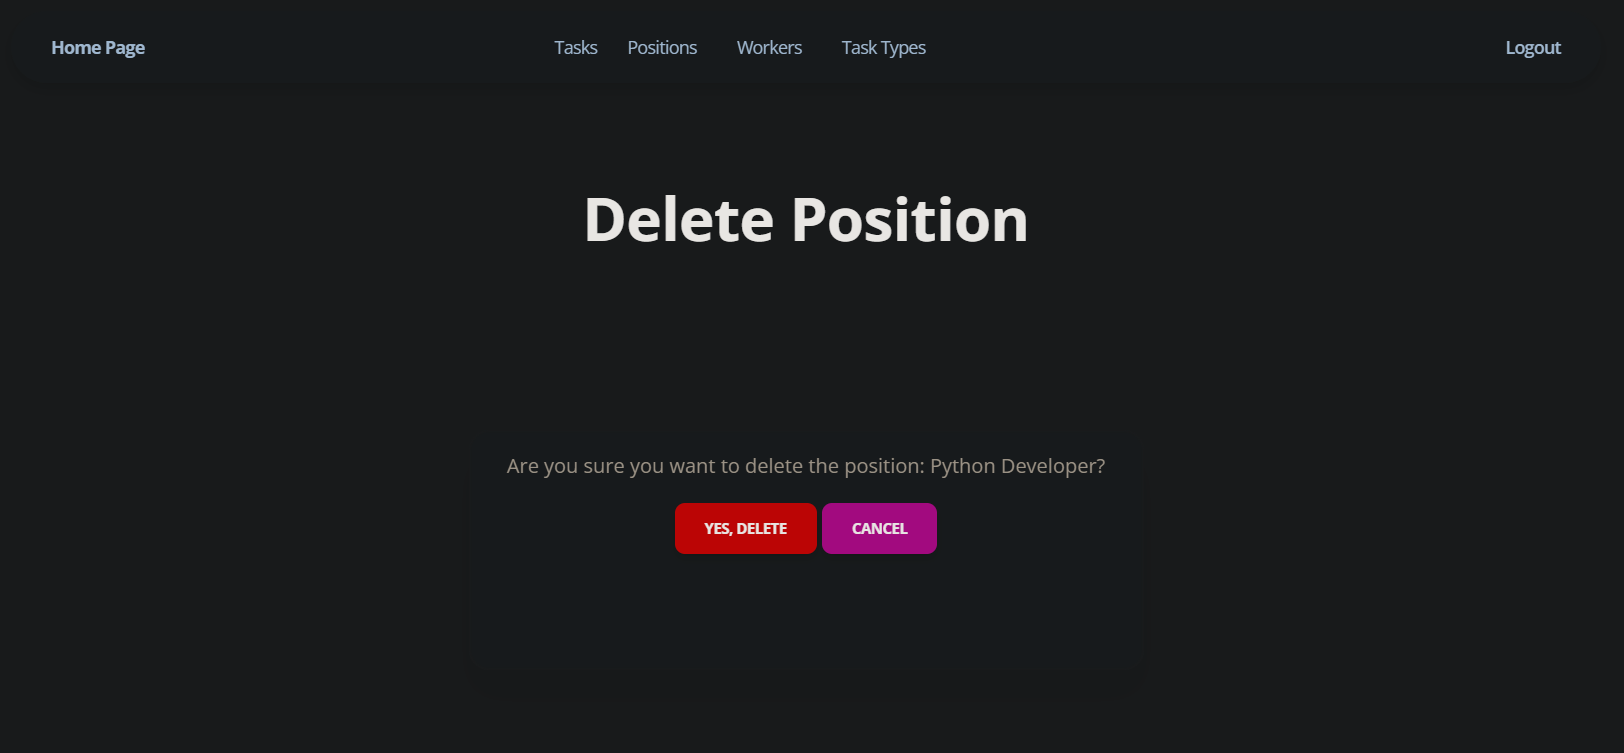 Home Page Tasks Positions Workers Task Types Logout
Delete Position
Are you sure you want to delete the position: Python Developer?
YES, DELETE CANCEL